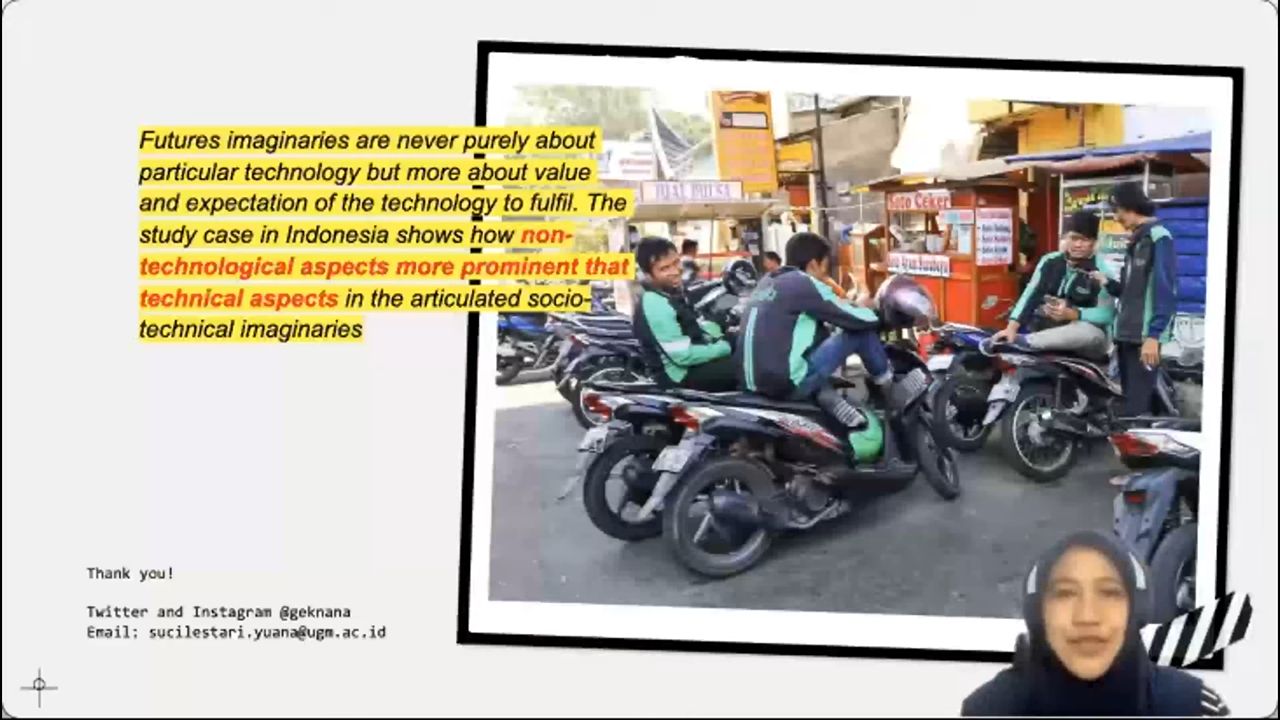 Futures imaginaries are never purely about
particular technology but more about value
and expectation of the technology to fulfil. The
study case in Indonesia shows how non-
technological aspects more prominent that
technical aspects in the articulated socio-
technical imaginaries
JUAL PULSA
Soto Ceker
Thank you!
Twitter and Instagram @geknana
Email: sucilestari.yuana@ugm.ac.id